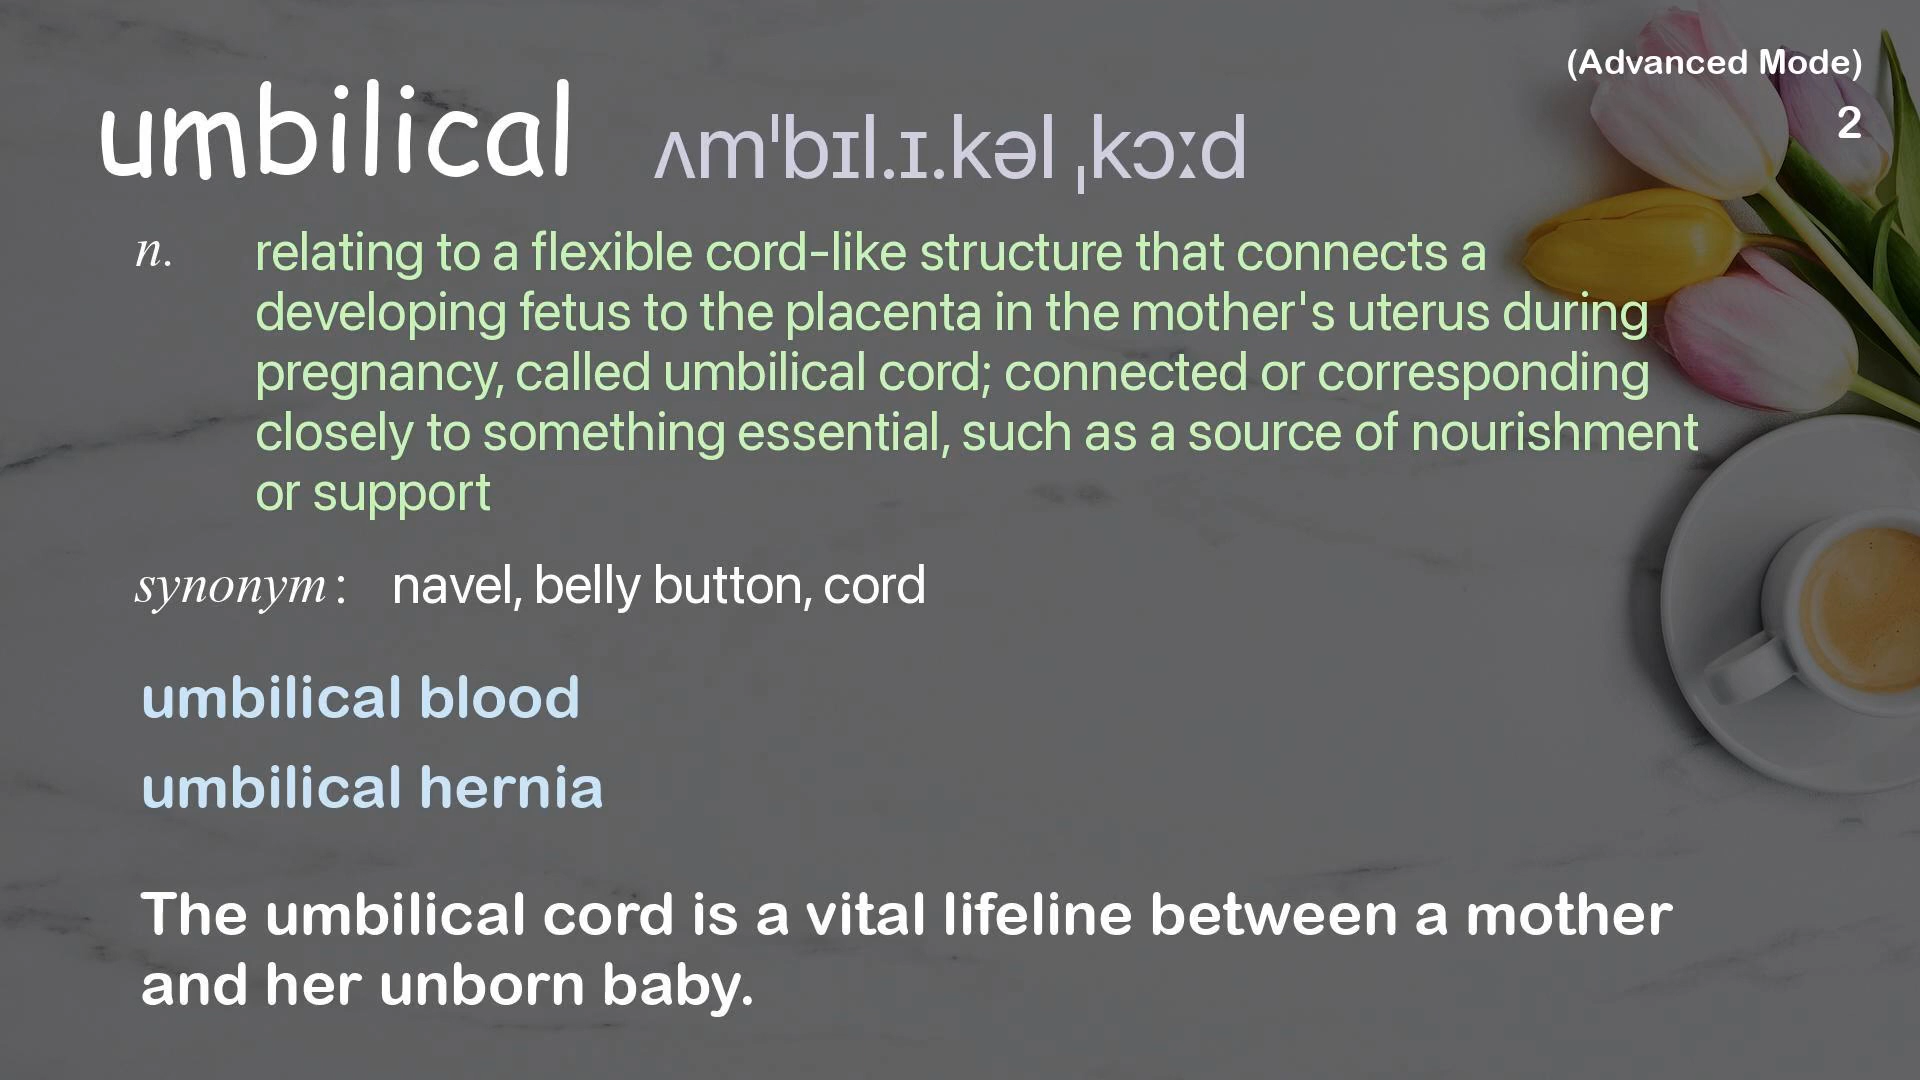 (Advanced Mode)
2
umbilical ʌmˈbɪl.ɪ.kəl ˌkɔːd
n. relating to a flexible cord-like structure that connects a
developing fetus to the placenta in the mother's uterus during
pregnancy, called umbilical cord; connected or corresponding
closely to something essential, such as a source of nourishment
or support
synonym: navel, belly button, cord
umbilical blood
umbilical hernia
The umbilical cord is a vital lifeline between a mother
and her unborn baby.